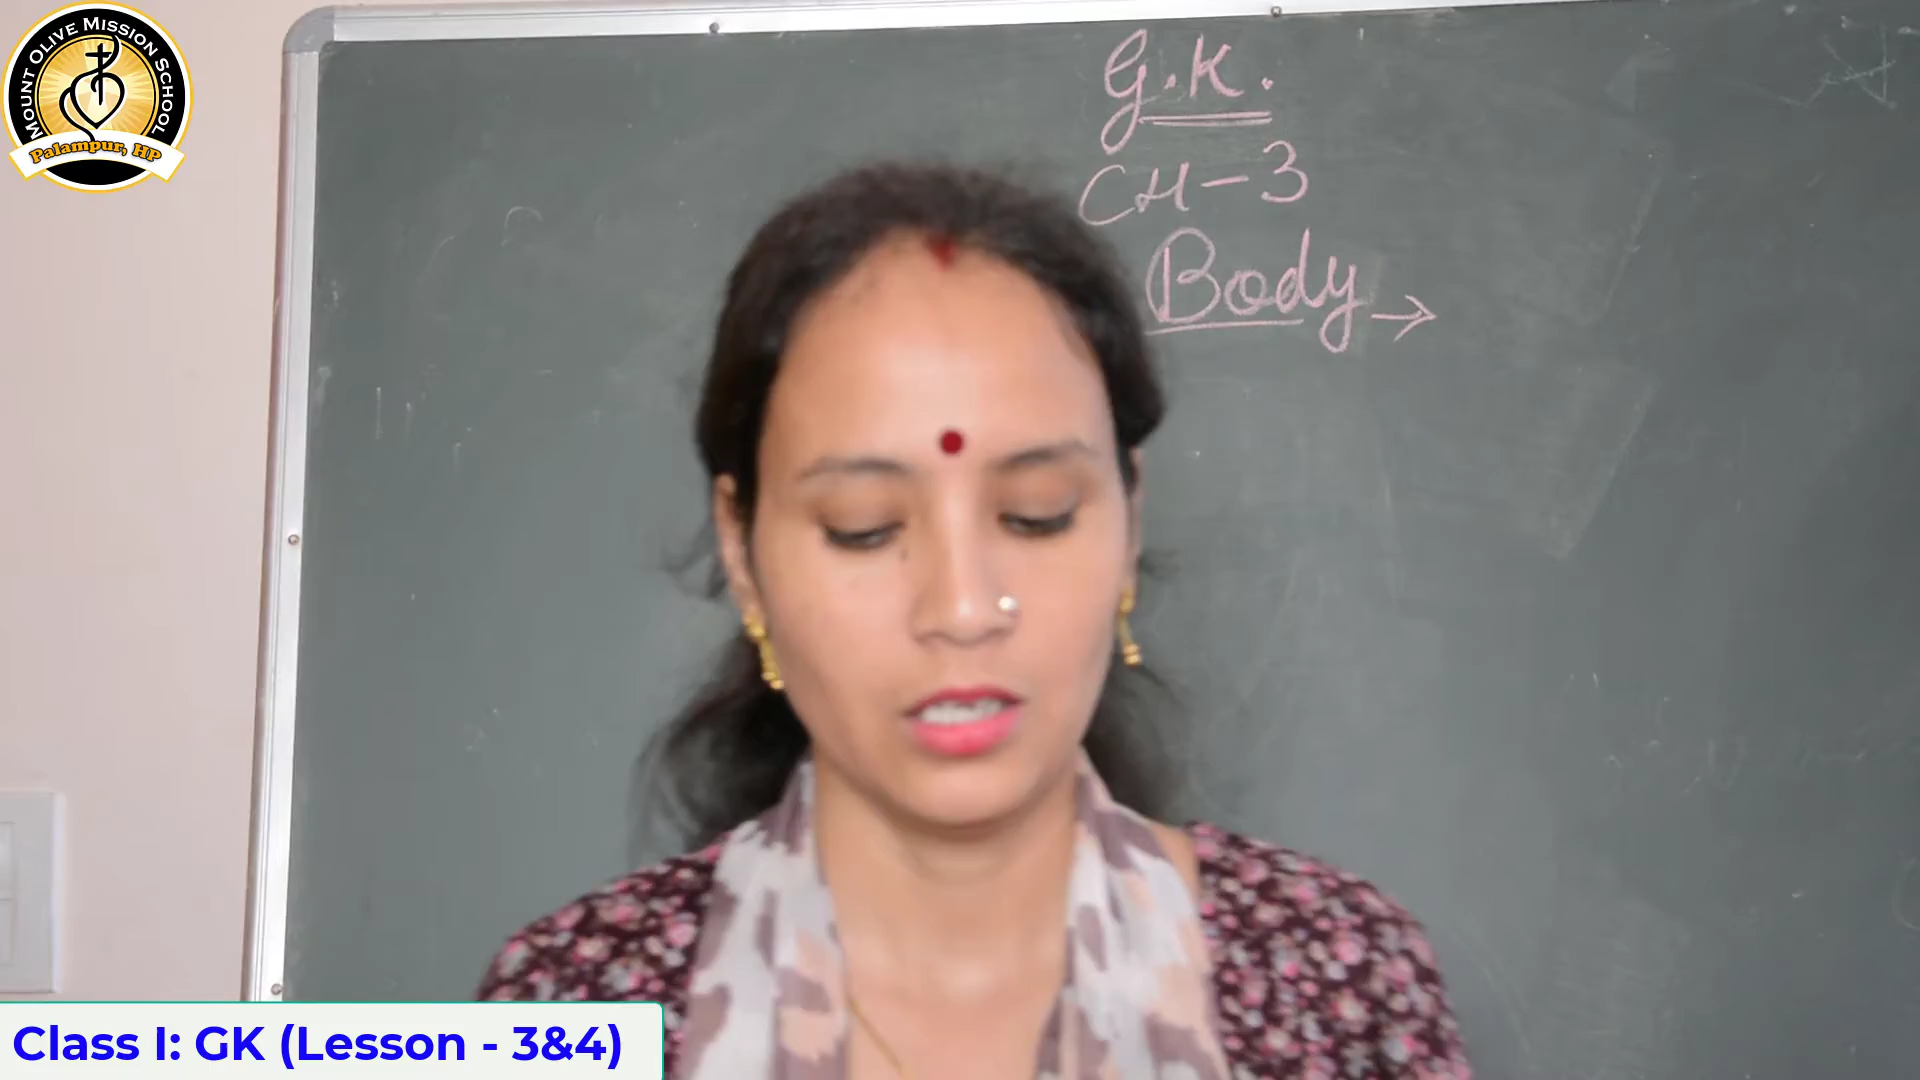 MOUNT OLIVE MISSION SCHOOL
Palampur, HP
G.K.
CH-3
Body →
Class I: GK (Lesson - 3&4)